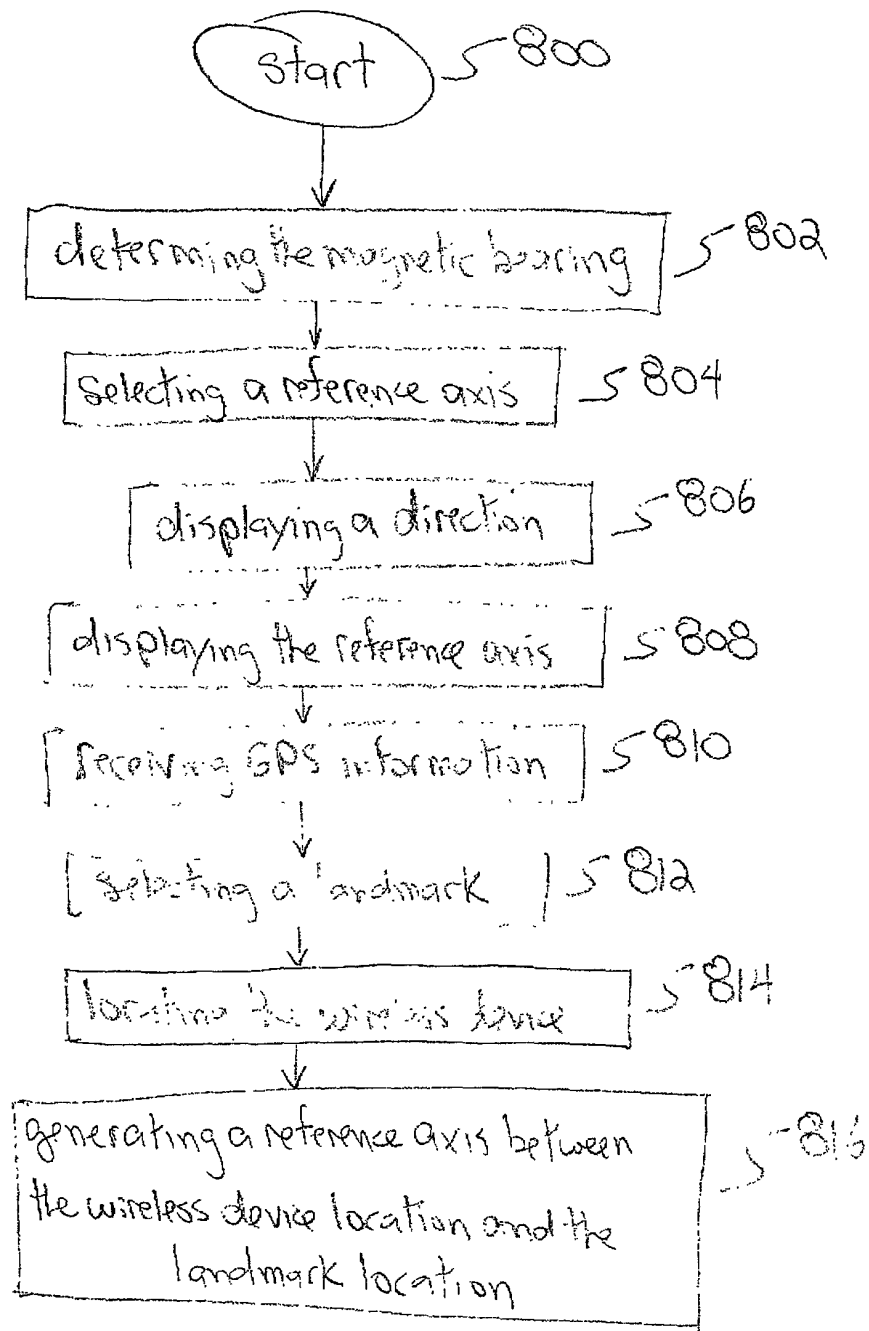 start 800
determing the magnetic bearing 802
selecting a reference axis 804
displaying a direction 806
displaying the reference axis 808
receiving GPS information 810
selecting a landmark 812
locating the wireless device 814
generating a reference axis between 816
the wireless device location and the
landmark location